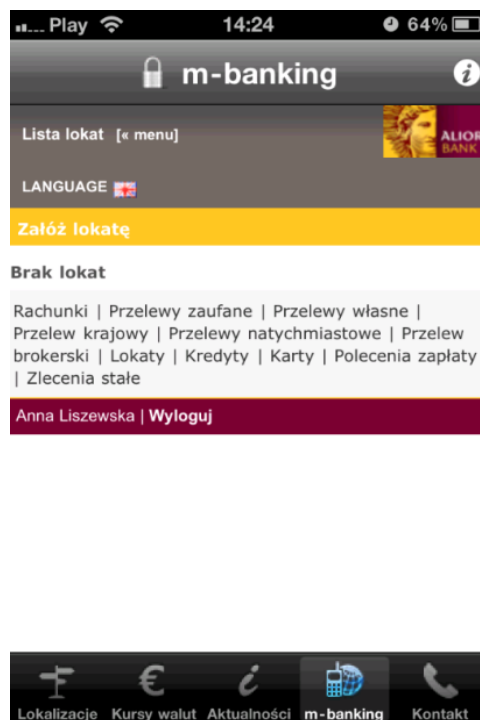 Play 14:24 64%
m-banking
Lista lokat [« menu]
ALIOR
BANK
LANGUAGE
Załóż lokatę
Brak lokat
Rachunki | Przelewy zaufane | Przelewy własne |
Przelew krajowy | Przelewy natychmiastowe | Przelew
brokerski | Lokaty | Kredyty | Karty | Polecenia zapłaty
| Zlecenia stałe
Anna Liszewska | Wyloguj
Lokalizacje Kursy walut Aktualności m-banking Kontakt